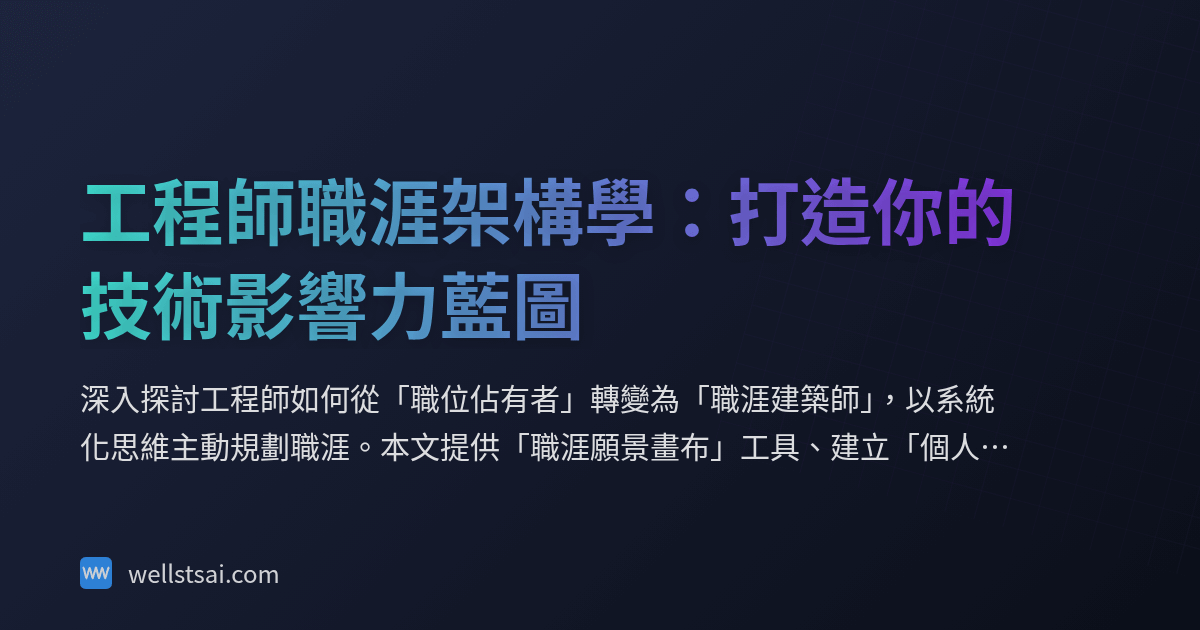 工程師職涯架構學：打造你的
技術影響力藍圖
深入探討工程師如何從「職位佔有者」轉變為「職涯建築師」，以系統
化思維主動規劃職涯。本文提供「職涯願景畫布」工具、建立「個人…
W wellstsai.com